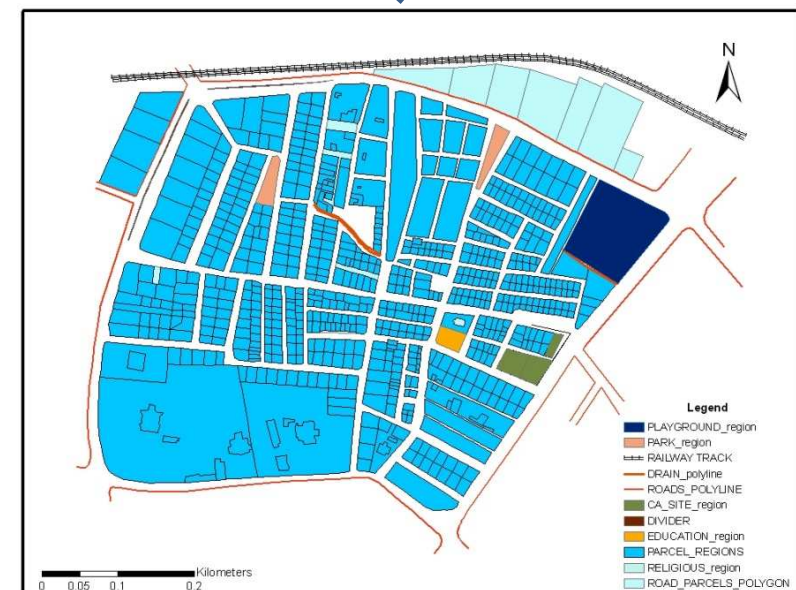 N
Legend
PLAYGROUND_region
PARK_region
RAILWAY TRACK
DRAIN_polyline
ROADS_POLYLINE
CA_SITE_region
DIVIDER
EDUCATION_region
PARCEL_REGIONS
RELIGIOUS_region
ROAD_PARCELS_POLYGON
Kilometers
0 0.05 0.1 0.2